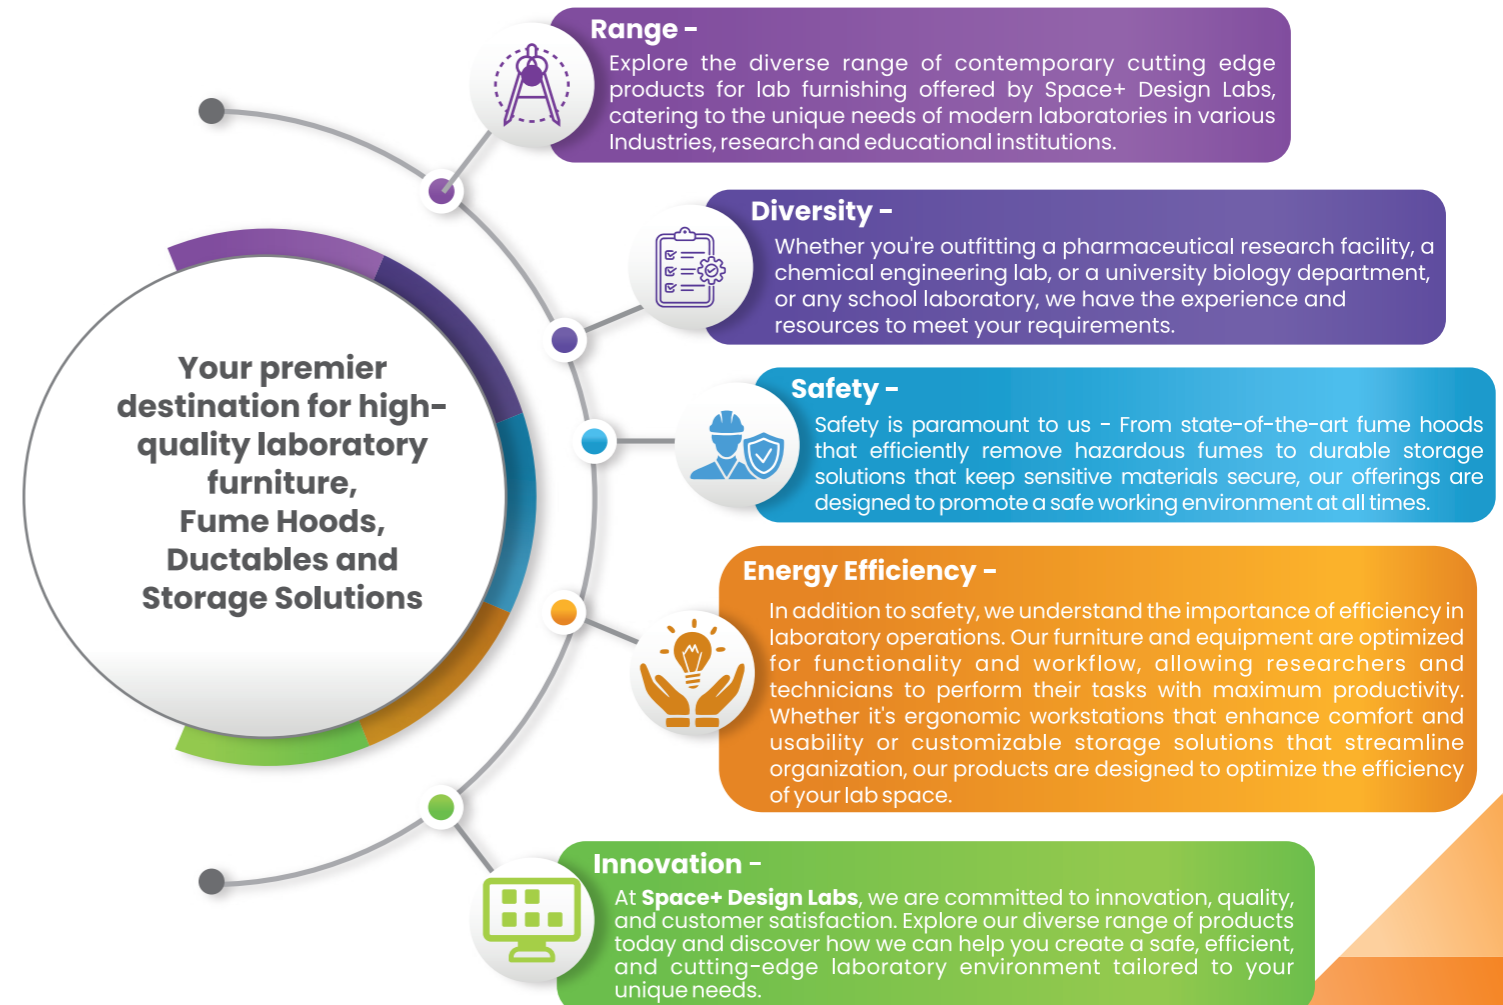 Your premier
destination for high-
quality laboratory
furniture,
Fume Hoods,
Ductables and
Storage Solutions
Range -
Explore the diverse range of contemporary cutting edge
products for lab furnishing offered by Space+ Design Labs,
catering to the unique needs of modern laboratories in various
Industries, research and educational institutions.
Diversity -
Whether you're outfitting a pharmaceutical research facility, a
chemical engineering lab, or a university biology department,
or any school laboratory, we have the experience and
resources to meet your requirements.
Safety -
Safety is paramount to us - From state-of-the-art fume hoods
that efficiently remove hazardous fumes to durable storage
solutions that keep sensitive materials secure, our offerings are
designed to promote a safe working environment at all times.
Energy Efficiency -
In addition to safety, we understand the importance of efficiency in
laboratory operations. Our furniture and equipment are optimized
for functionality and workflow, allowing researchers and
technicians to perform their tasks with maximum productivity.
Whether it's ergonomic workstations that enhance comfort and
usability or customizable storage solutions that streamline
organization, our products are designed to optimize the efficiency
of your lab space.
Innovation -
At Space+ Design Labs, we are committed to innovation, quality,
and customer satisfaction. Explore our diverse range of products
today and discover how we can help you create a safe, efficient,
and cutting-edge laboratory environment tailored to your
unique needs.